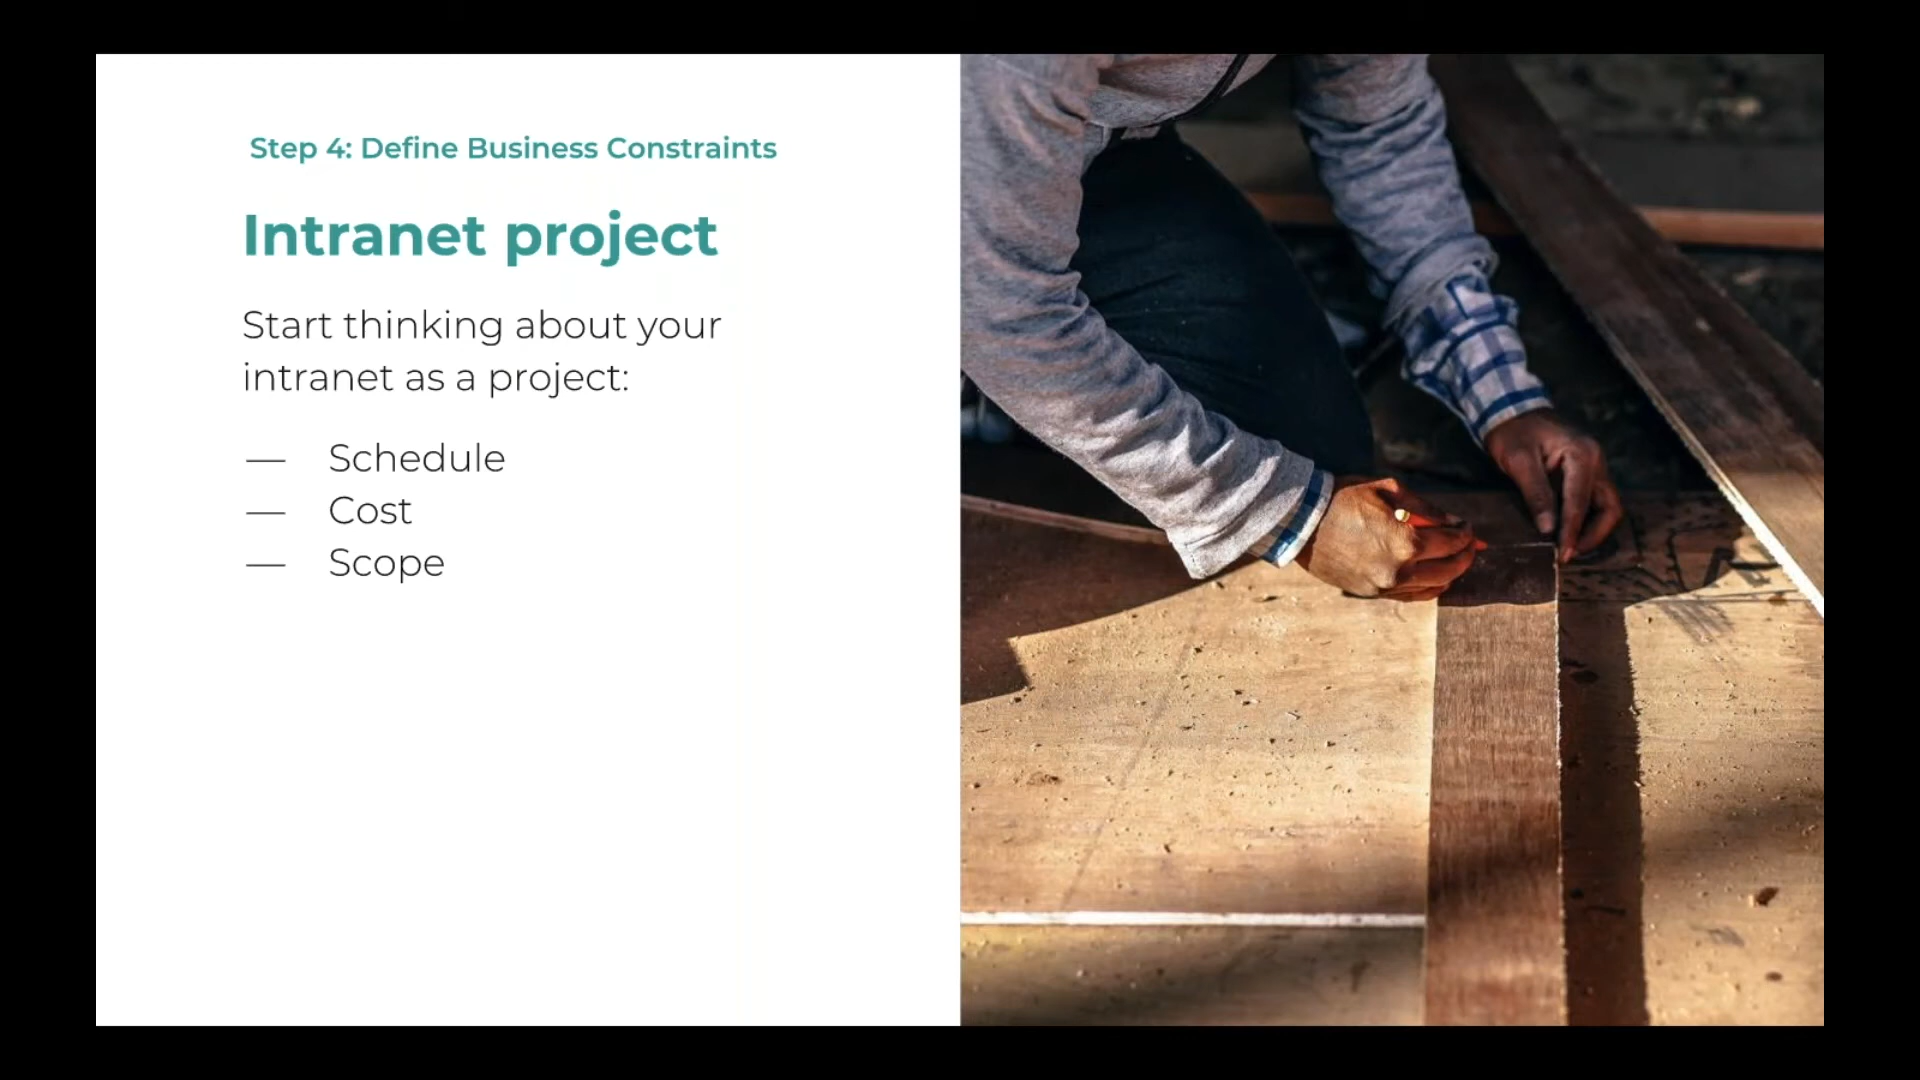 Step 4: Define Business Constraints
Intranet project
Start thinking about your
intranet as a project:
— Schedule
— Cost
— Scope